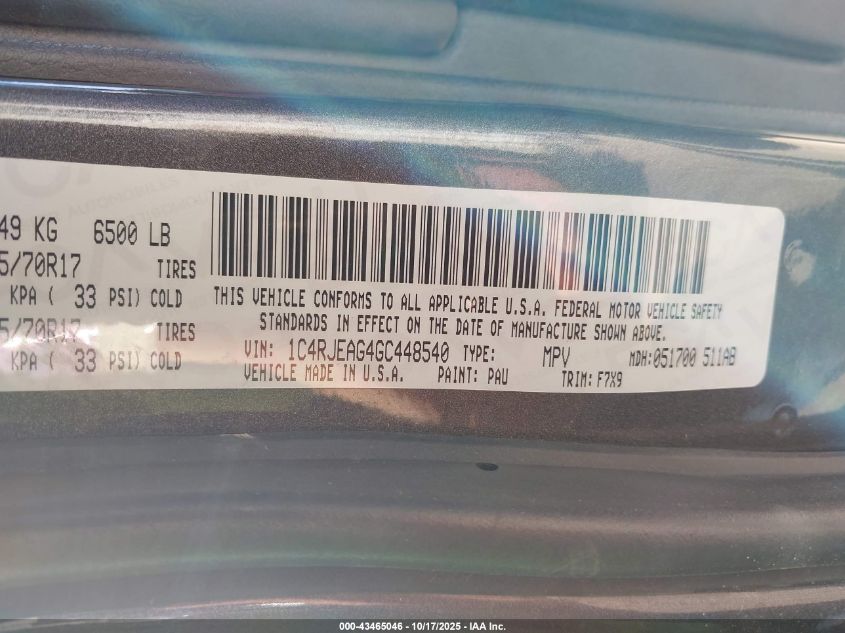 49 KG 6500 LB
5/70R17 TIRES
KPA ( 33 PSI) COLD
5/70R17 TIRES
KPA ( 33 PSI) COLD
THIS VEHICLE CONFORMS TO ALL APPLICABLE U.S.A. FEDERAL MOTOR VEHICLE SAFETY
STANDARDS IN EFFECT ON THE DATE OF MANUFACTURE SHOWN ABOVE.
VIN: 1C4RJEAG4GC448540 TYPE: MPV MDH:051700 511AB
VEHICLE MADE IN U.S.A. PAINT: PAU TRIM: F7X9
000-43465046 - 10/17/2025 - IAA Inc.